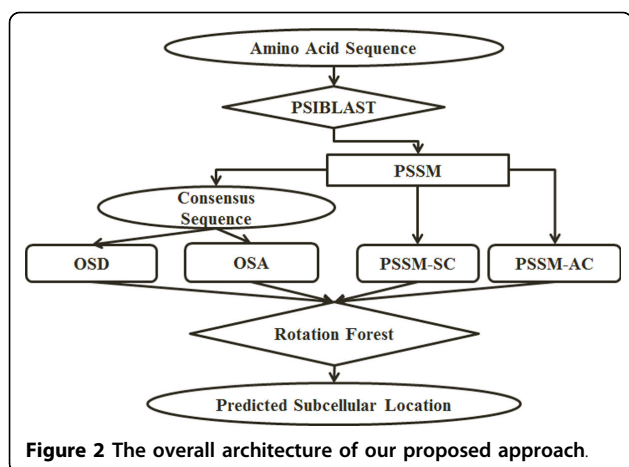 Amino Acid Sequence
PSIBLAST
PSSM
Consensus
Sequence
OSD
OSA
PSSM-SC
PSSM-AC
Rotation Forest
Predicted Subcellular Location
Figure 2 The overall architecture of our proposed approach.